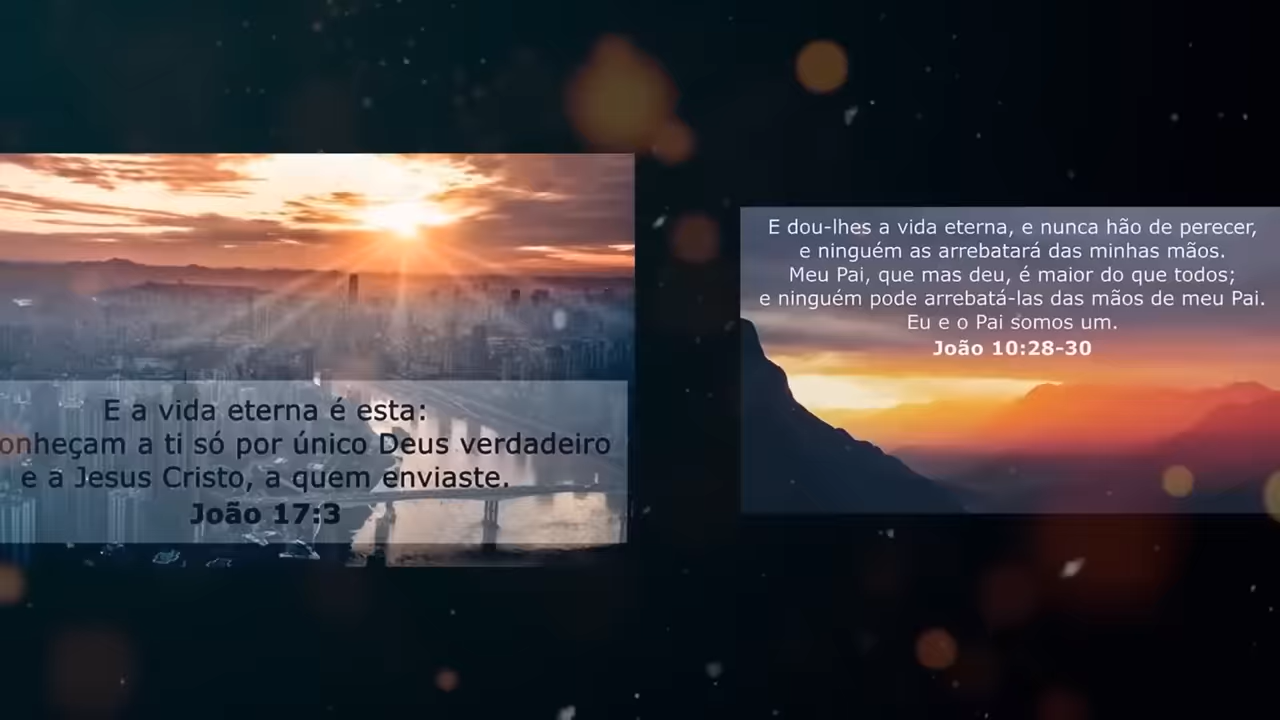 E a vida eterna é esta:
onheçam a ti só por único Deus verdadeiro
e a Jesus Cristo, a quem enviaste.
João 17:3
E dou-lhes a vida eterna, e nunca hão de perecer,
e ninguém as arrebatará das minhas mãos.
Meu Pai, que mas deu, é maior do que todos;
e ninguém pode arrebatá-las das mãos de meu Pai.
Eu e o Pai somos um.
João 10:28-30